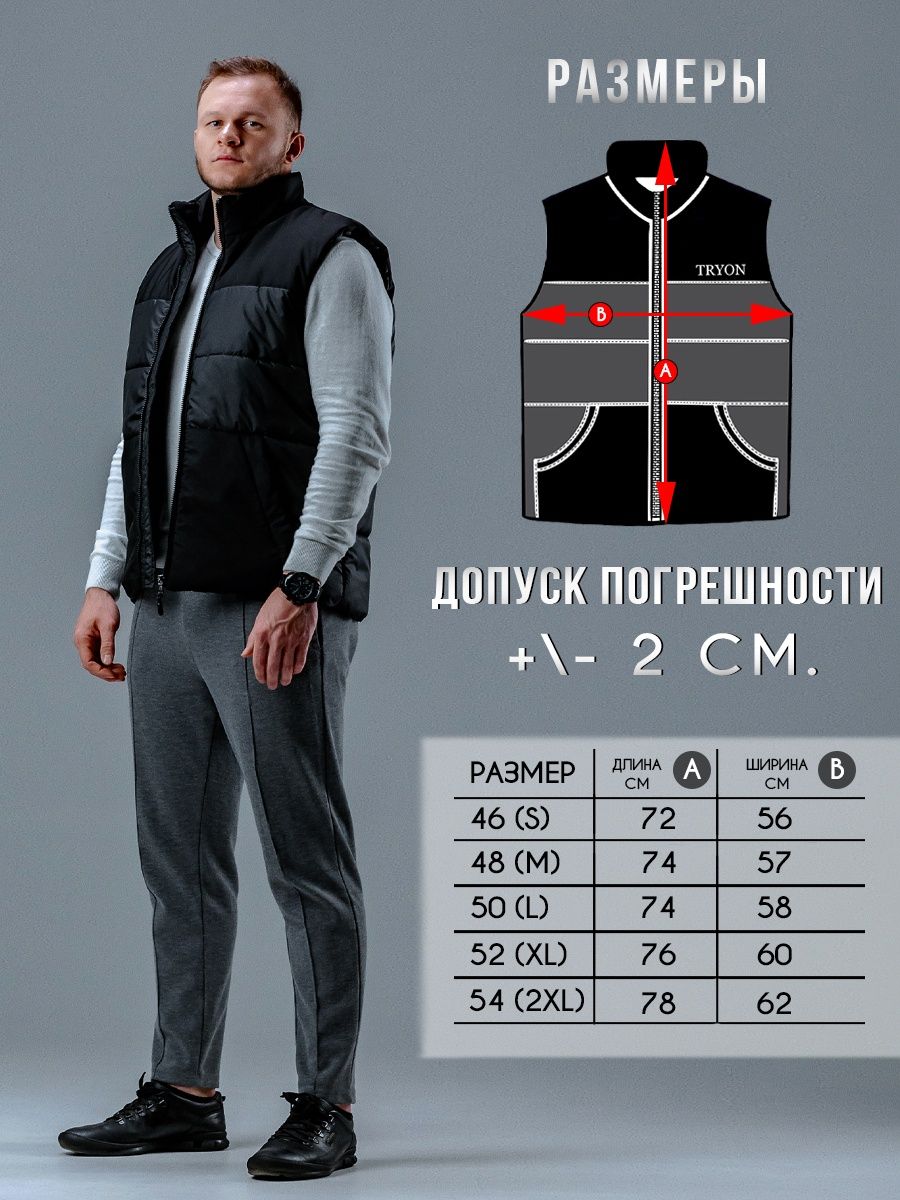 РАЗМЕРЫ
TRYON
B
A
ДОПУСК ПОГРЕШНОСТИ
+\- 2 СМ.
РАЗМЕР ДЛИНА СМ A ШИРИНА СМ B
46 (S) 72 56
48 (M) 74 57
50 (L) 74 58
52 (XL) 76 60
54 (2XL) 78 62